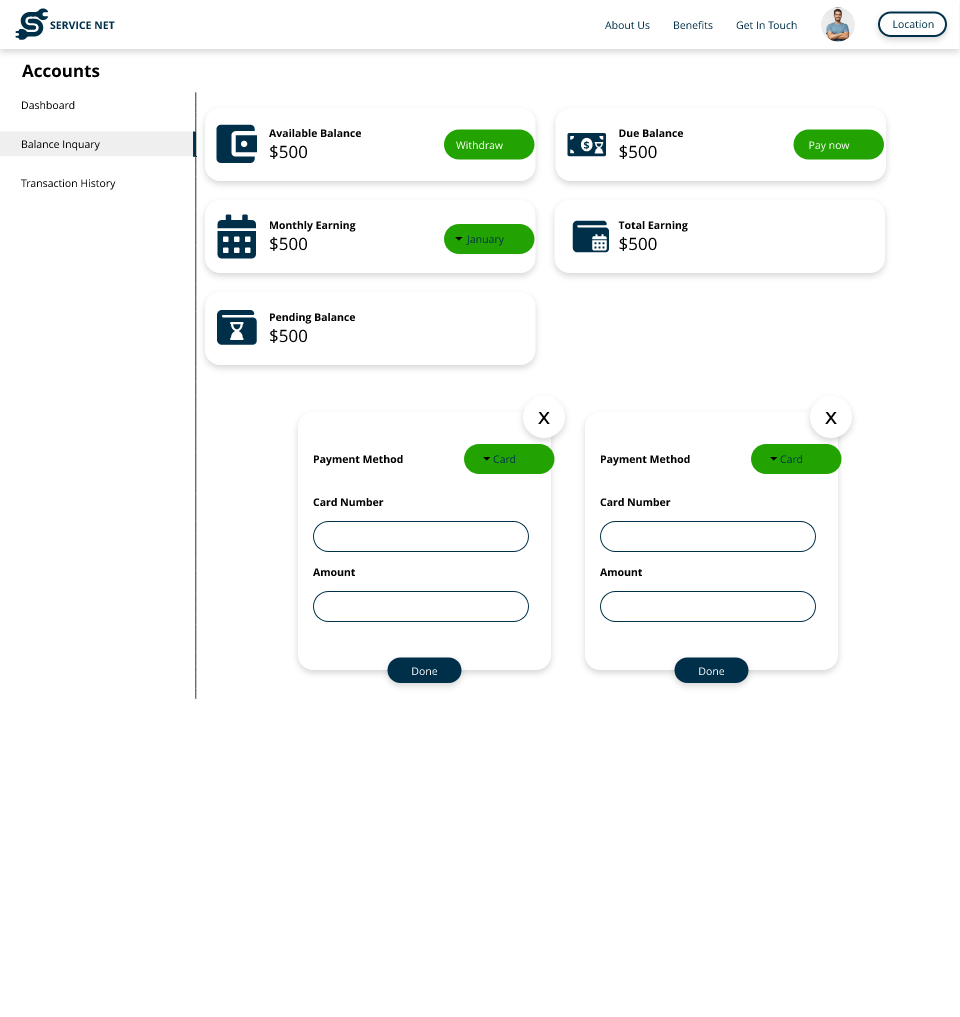 SERVICE NET
About Us
Benefits
Get In Touch
Location
Accounts
Dashboard
Balance Inquary
Transaction History
Available Balance
$500
Withdraw
Due Balance
$500
Pay now
Monthly Earning
$500
January
Total Earning
$500
Pending Balance
$500
X
Payment Method
Card
Card Number
Amount
Done
X
Payment Method
Card
Card Number
Amount
Done